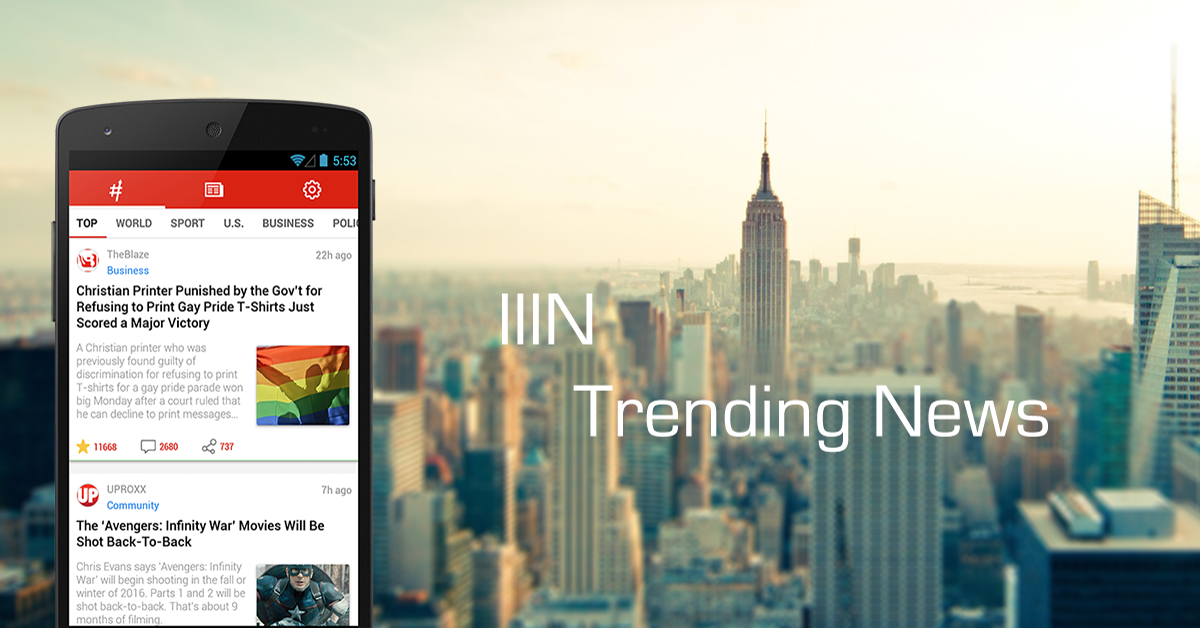 5:53
TOP WORLD SPORT U.S. BUSINESS
TheBlaze
22h ago
Business
Christian Printer Punished by the Gov't for
Refusing to Print Gay Pride T-Shirts Just
Scored a Major Victory
A Christian printer who was
previously found guilty of
discrimination for refusing to print
T-shirts for a gay pride parade won
big Monday after a court ruled that
he can decline to print messages...
11668 2680 737
UP
UPROXX
7h ago
Community
The 'Avengers: Infinity War' Movies Will Be
Shot Back-To-Back
Chris Evans says 'Avengers: Infinity
War' will begin shooting in the fall or
winter of 2016. Parts 1 and 2 will
be shot back-to-back. That's about 9
months of filming.
IIIN
Trending News